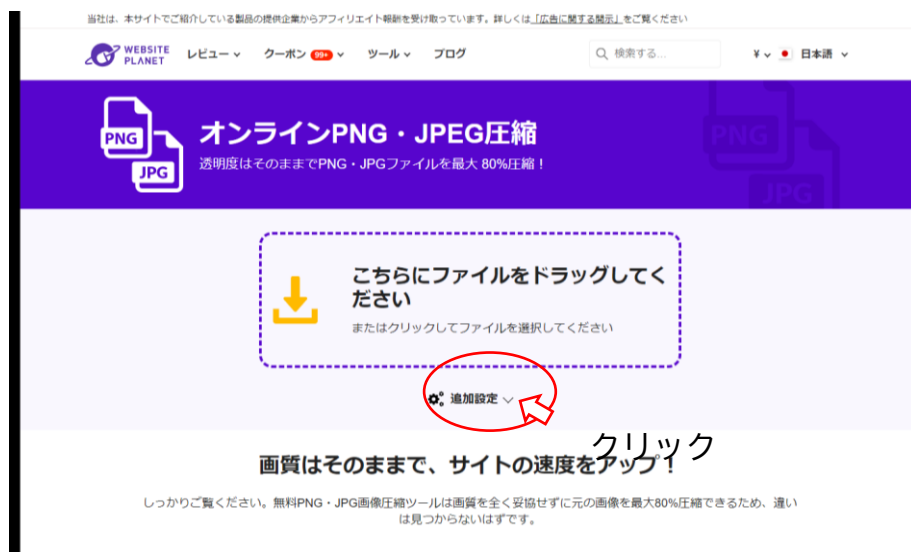 当社は、本サイトでご紹介している製品の提供企業からアフィリエイト報酬を受け取っています。詳しくは「広告に関する開示」をご覧ください
WEBSITE
PLANET
レビュー クーポン 99+ ツール ブログ 検索する... ¥ 日本語
PNG
JPG
オンラインPNG・JPEG圧縮
透明度はそのままでPNG・JPGファイルを最大 80%圧縮！
PNG
JPG
こちらにファイルをドラッグしてく
ださい
またはクリックしてファイルを選択してください
追加設定
クリック
画質はそのままで、サイトの速度をアップ！
しっかりご覧ください。無料PNG・JPG画像圧縮ツールは画質を全く妥協せずに元の画像を最大80%圧縮できるため、違い
は見つからないはずです。